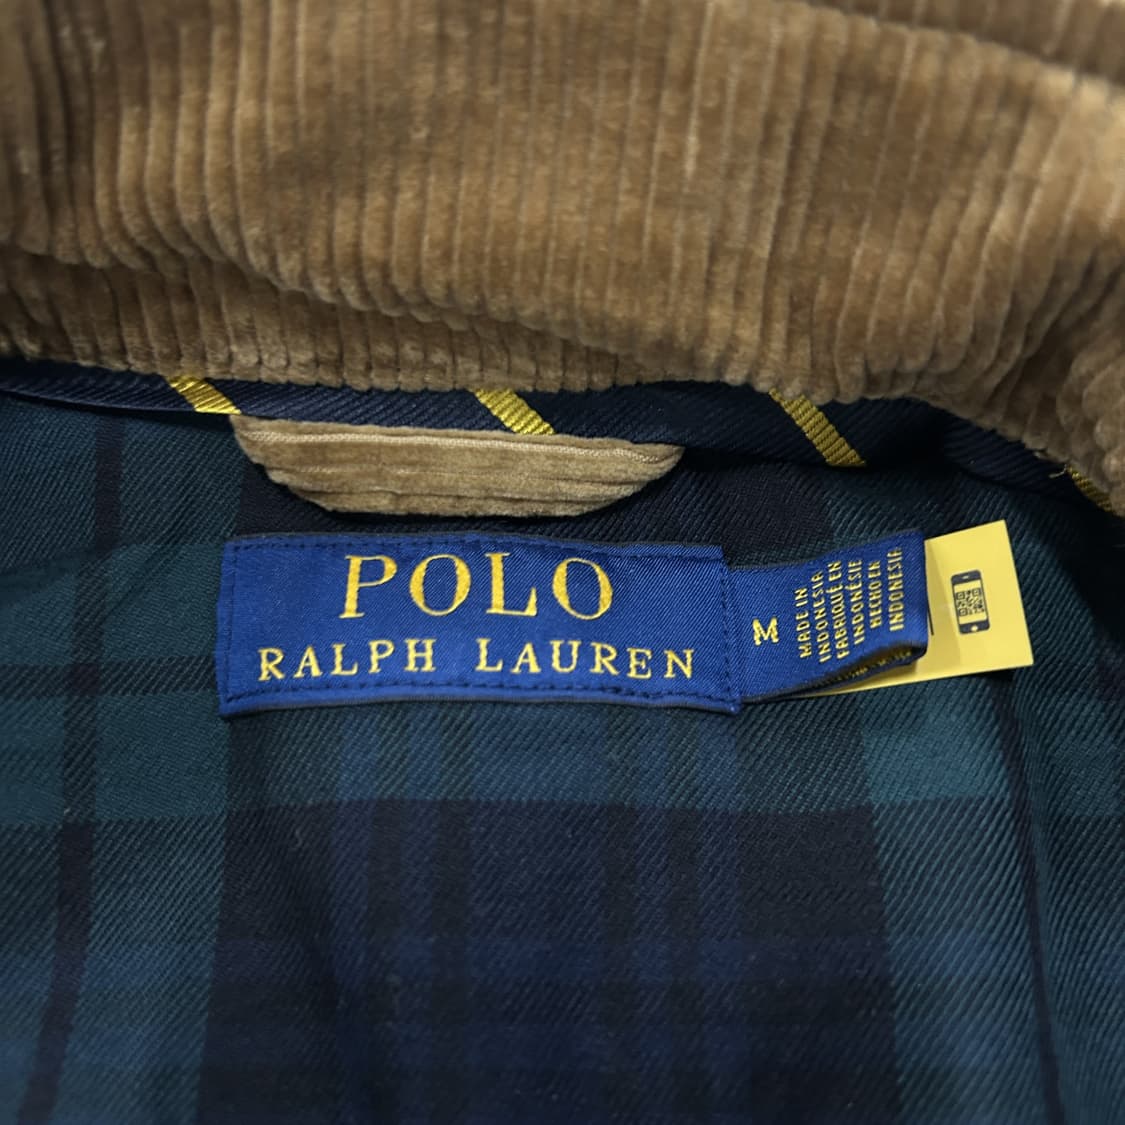 POLO
RALPH LAUREN
M
MADE IN
INDONESIA
FABRIQUÉ EN
INDONÉSIE
HECHO EN
INDONESIA